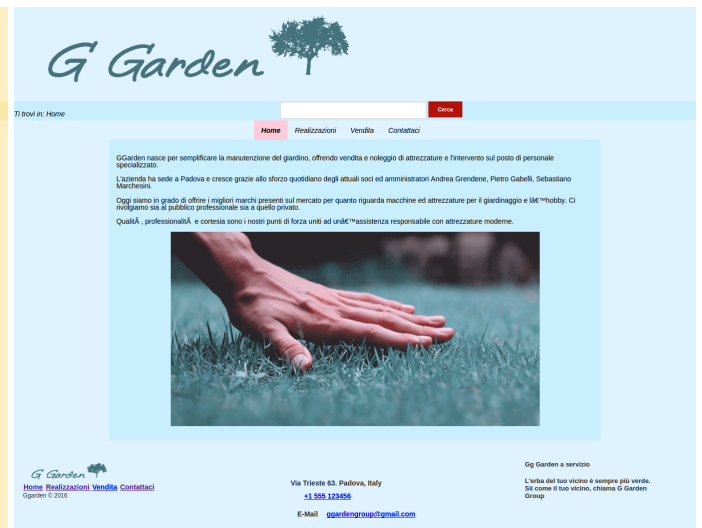 G Garden
Ti trovi in: Home
Cerca
Home Realizzazioni Vendita Contattaci
GGarden nasce per semplificare la manutenzione del giardino, offrendo vendita e noleggio di attrezzature e l'intervento sul posto di personale
specializzato.
L'azienda ha sede a Padova e cresce grazie allo sforzo quotidiano degli attuali soci ed amministratori Andrea Grendene, Pietro Gabelli, Sebastiano
Marchesini.
Oggi siamo in grado di offrire i migliori marchi presenti sul mercato per quanto riguarda macchine ed attrezzature per il giardinaggio e lâ€™hobby. Ci
rivolgiamo sia al pubblico professionale sia a quello privato.
QualitÃ , professionalitÃ  e cortesia sono i nostri punti di forza uniti ad unâ€™assistenza responsabile con attrezzature moderne.
G Garden
Home Realizzazioni Vendita Contattaci
Ggarden © 2016
Via Trieste 63. Padova, Italy
+1 555 123456
E-Mail ggardengroup@gmail.com
Gg Garden a servizio
L'erba del tuo vicino è sempre più verde.
Sii come il tuo vicino, chiama G Garden
Group